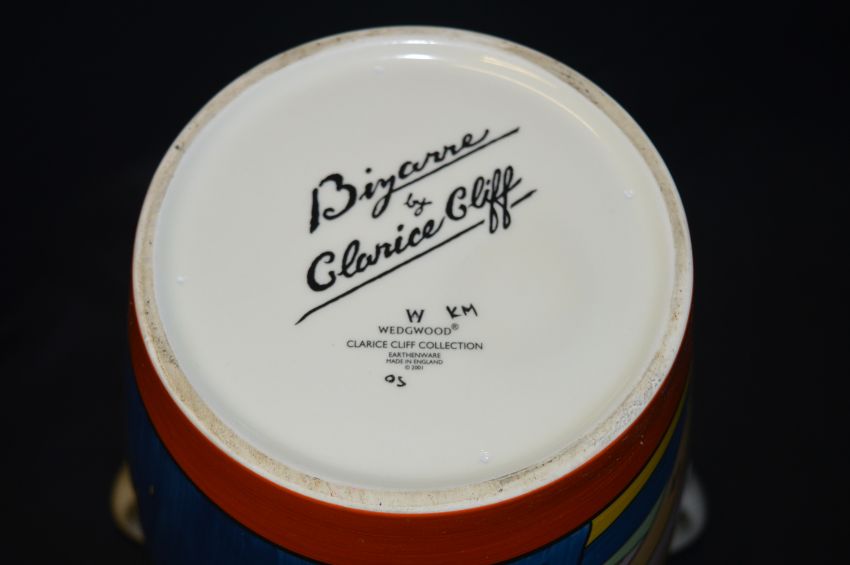 Bizarre
by
Clarice Cliff
W KM
WEDGWOOD®
CLARICE CLIFF COLLECTION
EARTHENWARE
MADE IN ENGLAND
© 2001
OS